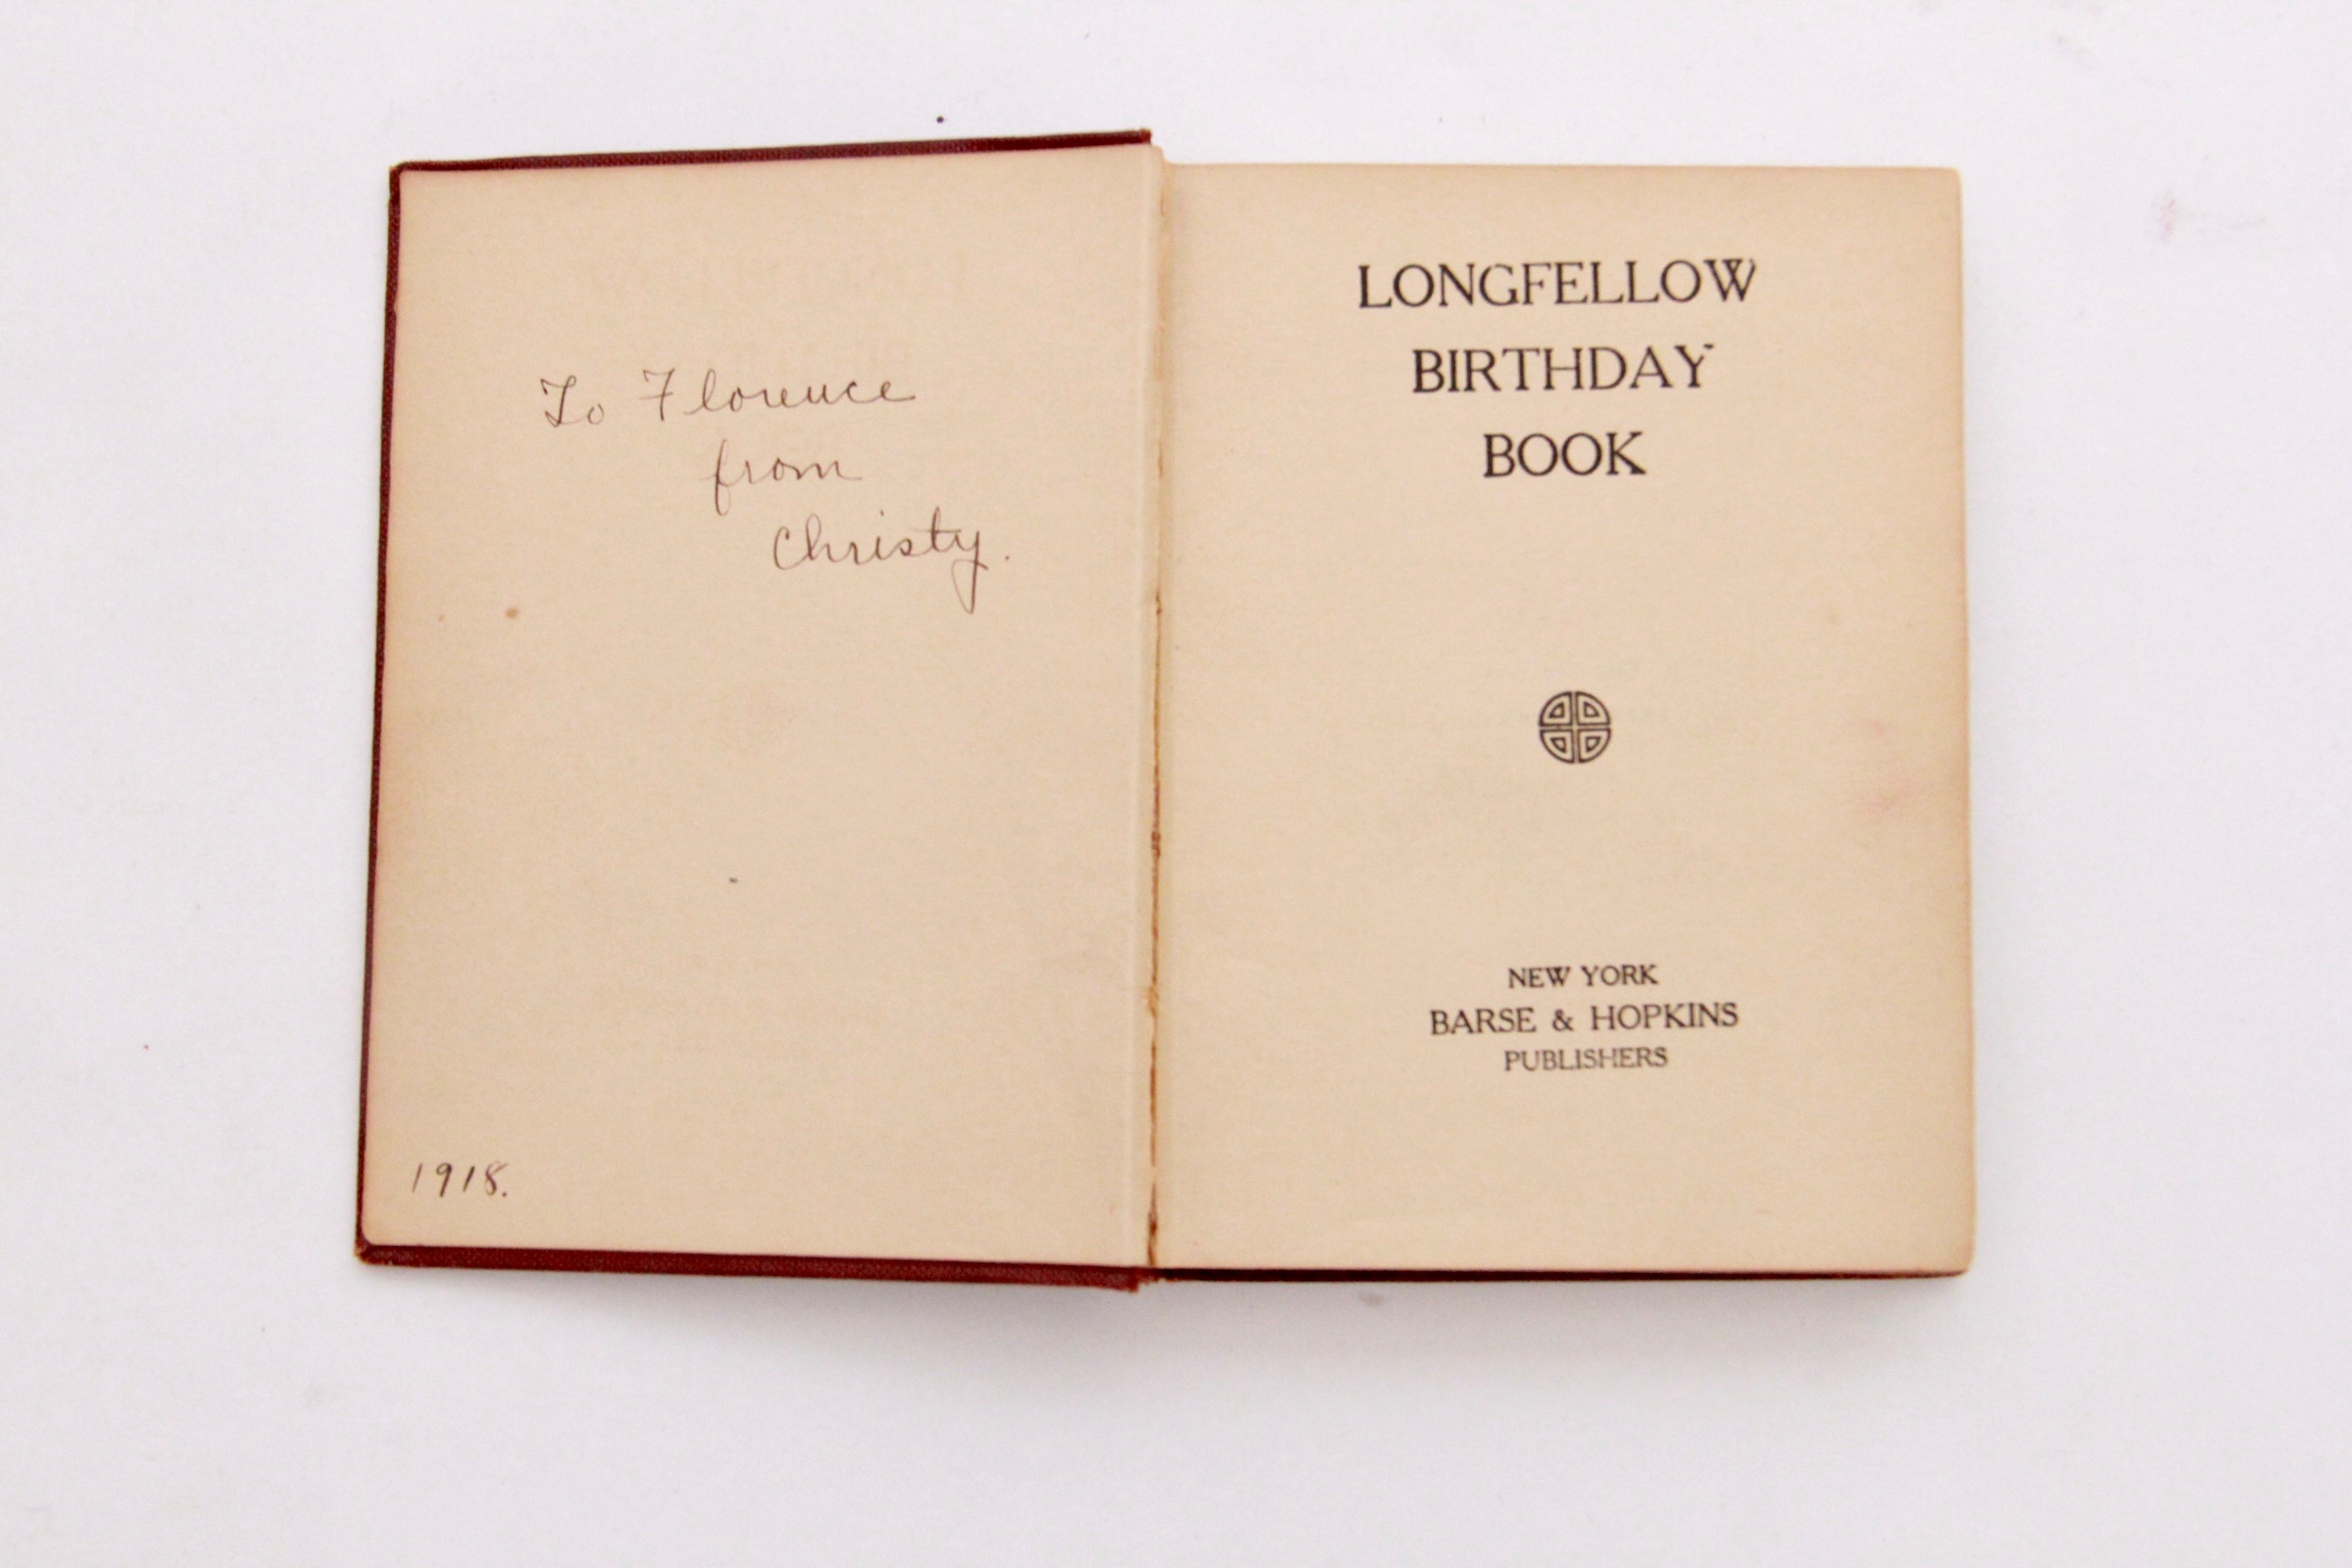 To Florence
from
Christy.
1918.
LONGFELLOW
BIRTHDAY
BOOK
NEW YORK
BARSE & HOPKINS
PUBLISHERS